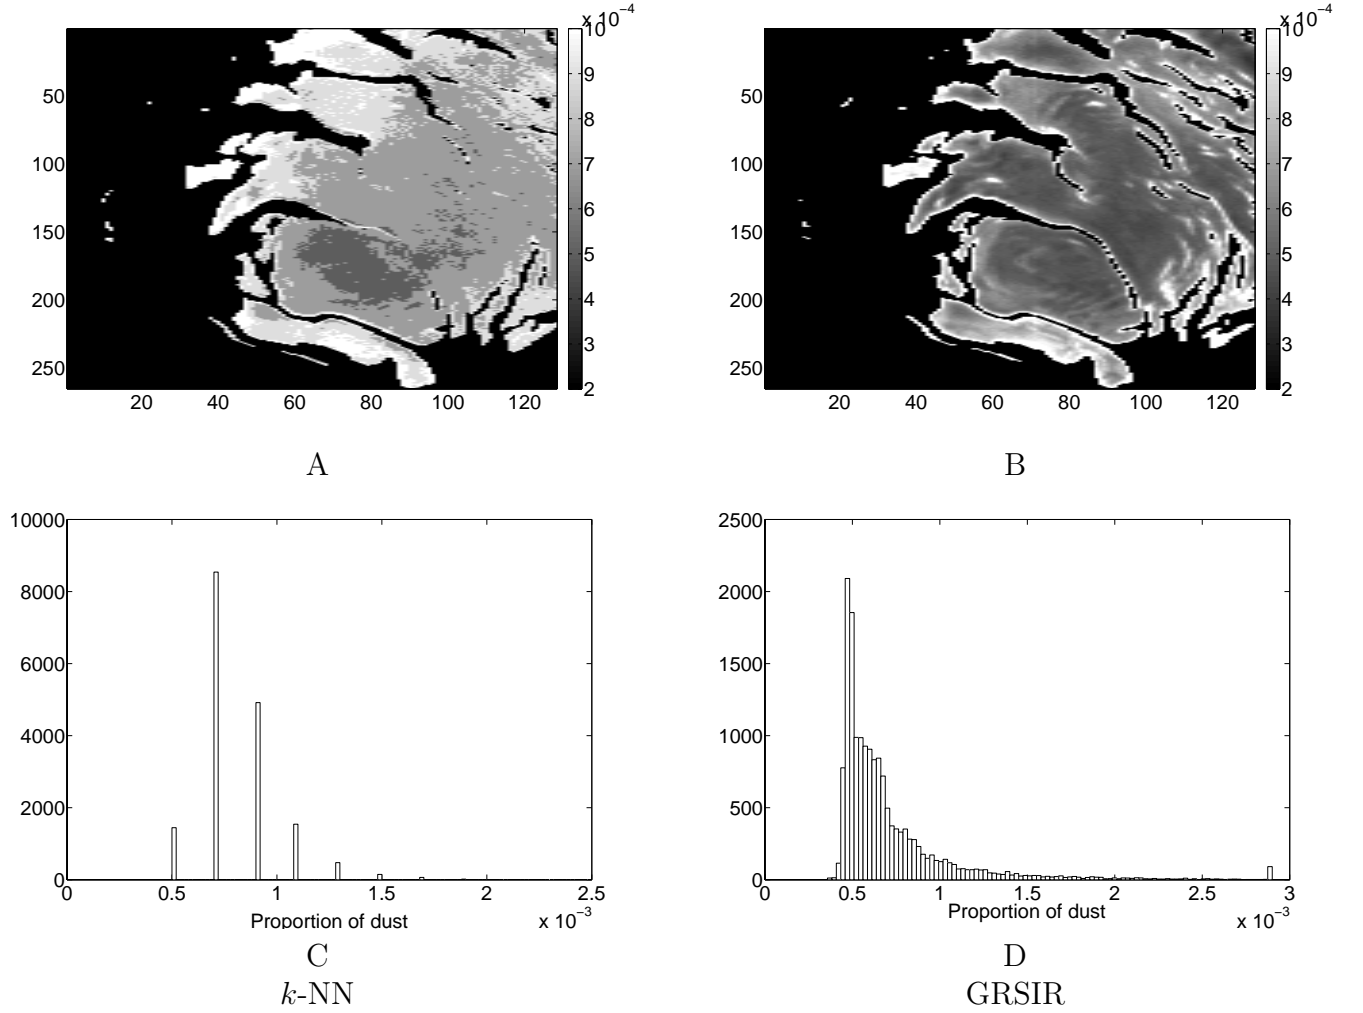 x 10⁻⁴
x 10⁻⁴
10
9
8
7
6
5
4
3
2
50
100
150
200
250
20 40 60 80 100 120
10
9
8
7
6
5
4
3
2
50
100
150
200
250
20 40 60 80 100 120
A
B
10000
8000
6000
4000
2000
0
0 0.5 1 1.5 2 2.5
Proportion of dust
x 10⁻³
2500
2000
1500
1000
500
0
0 0.5 1 1.5 2 2.5 3
Proportion of dust
x 10⁻³
C
D
k-NN
GRSIR